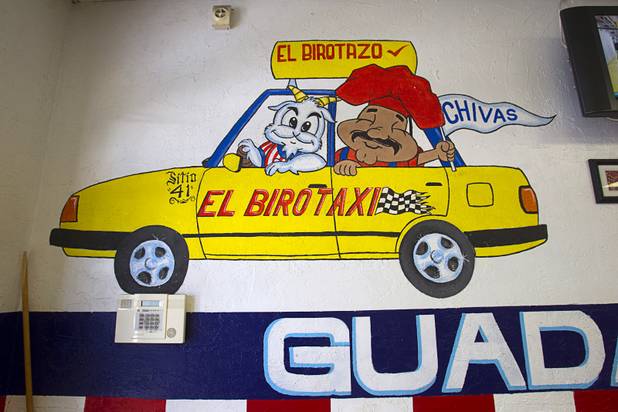 EL BIROTAZO
CHIVAS
Sitio
41
EL BIROTAXI
GUADA